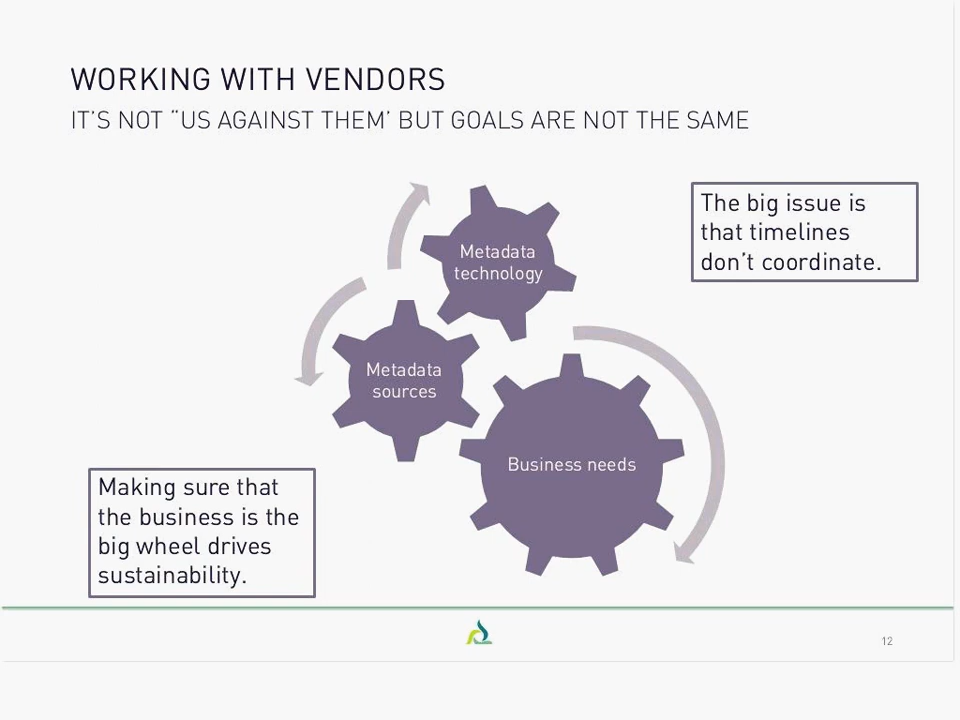 WORKING WITH VENDORS
IT'S NOT “US AGAINST THEM’ BUT GOALS ARE NOT THE SAME
Metadata
technology
The big issue is
that timelines
don’t coordinate.
Metadata
sources
Business needs
Making sure that
the business is the
big wheel drives
sustainability.
12